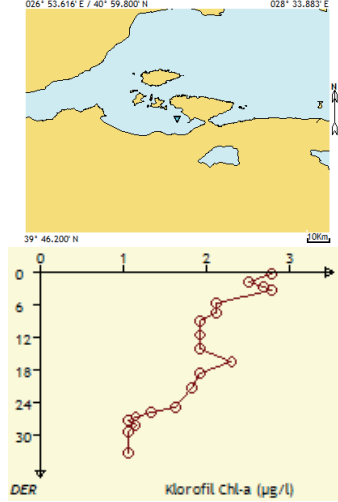 026° 53.616' E / 40° 59.800' N
028° 33.883' E
N
39° 46.200' N
10Km
0 1 2 3
0
6
12
18
24
30
DER
Klorofil Chl-a (µg/l)